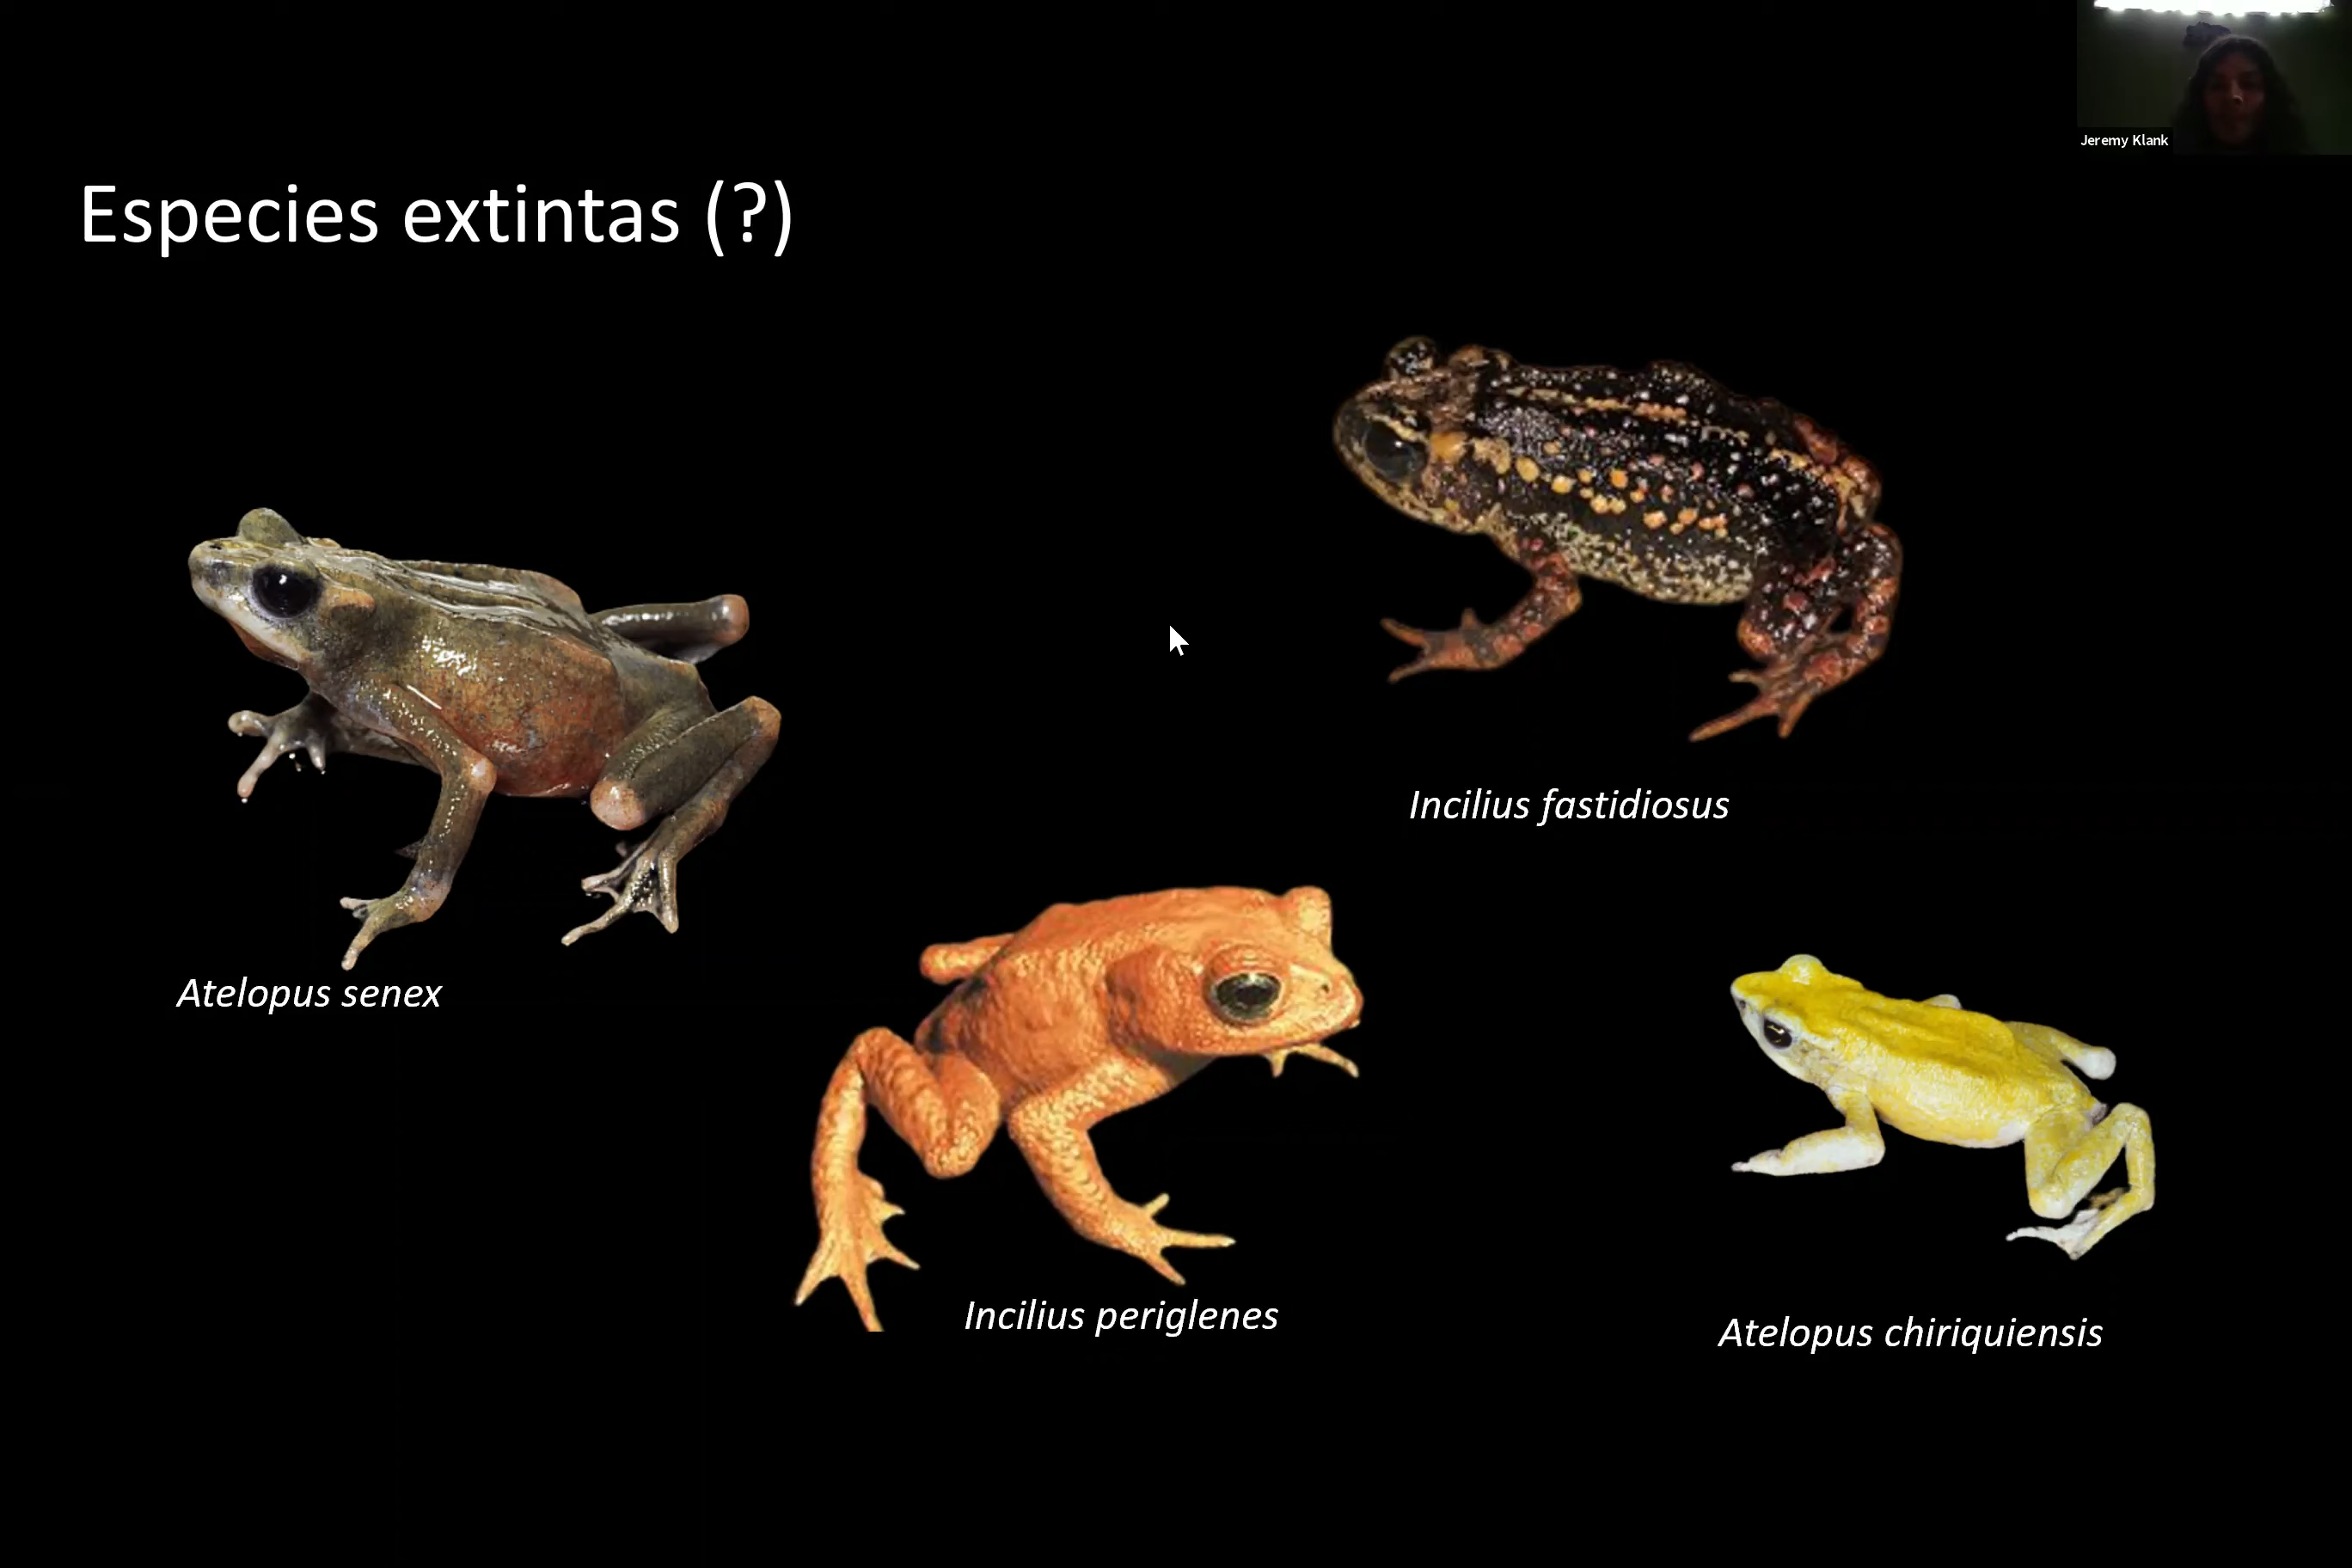 Jeremy Klank
Especies extintas (?)
Incilius fastidiosus
Atelopus senex
Incilius periglenes
Atelopus chiriquiensis